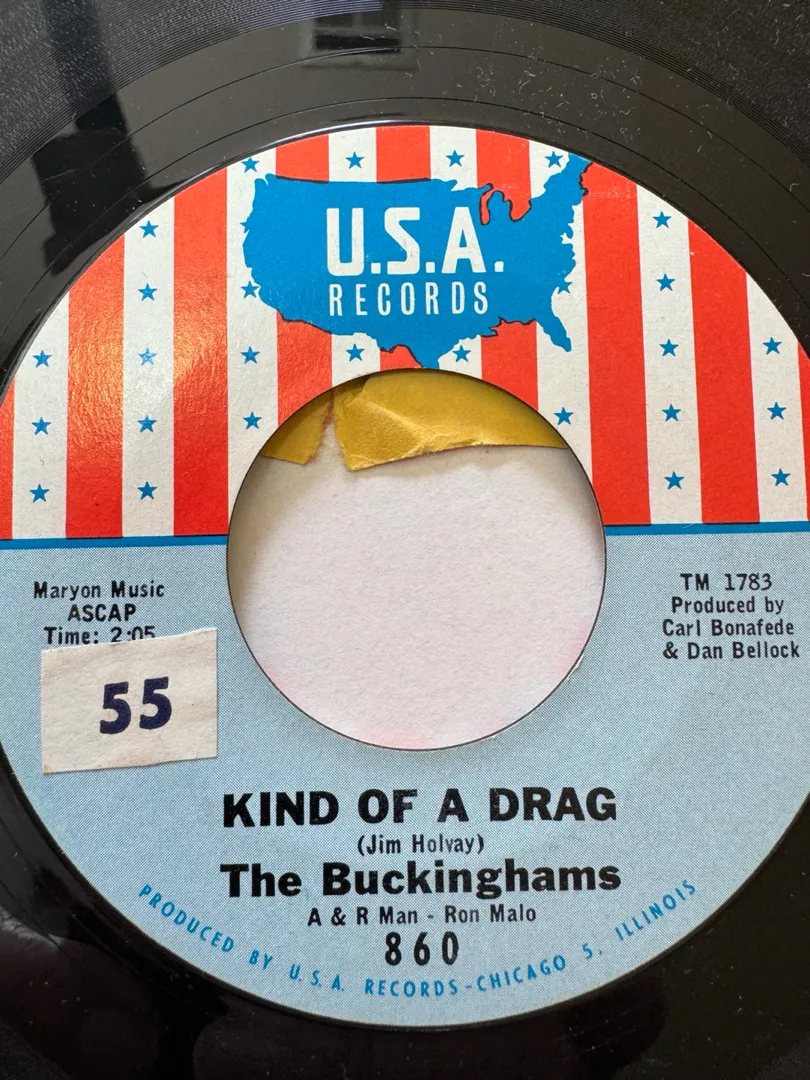 U.S.A.
RECORDS
Maryon Music
ASCAP
Time: 2:05
55
TM 1783
Produced by
Carl Bonafede
& Dan Bellock
KIND OF A DRAG
(Jim Holvay)
The Buckinghams
A & R Man - Ron Malo
860
PRODUCED BY U.S.A. RECORDS-CHICAGO 5, ILLINOIS